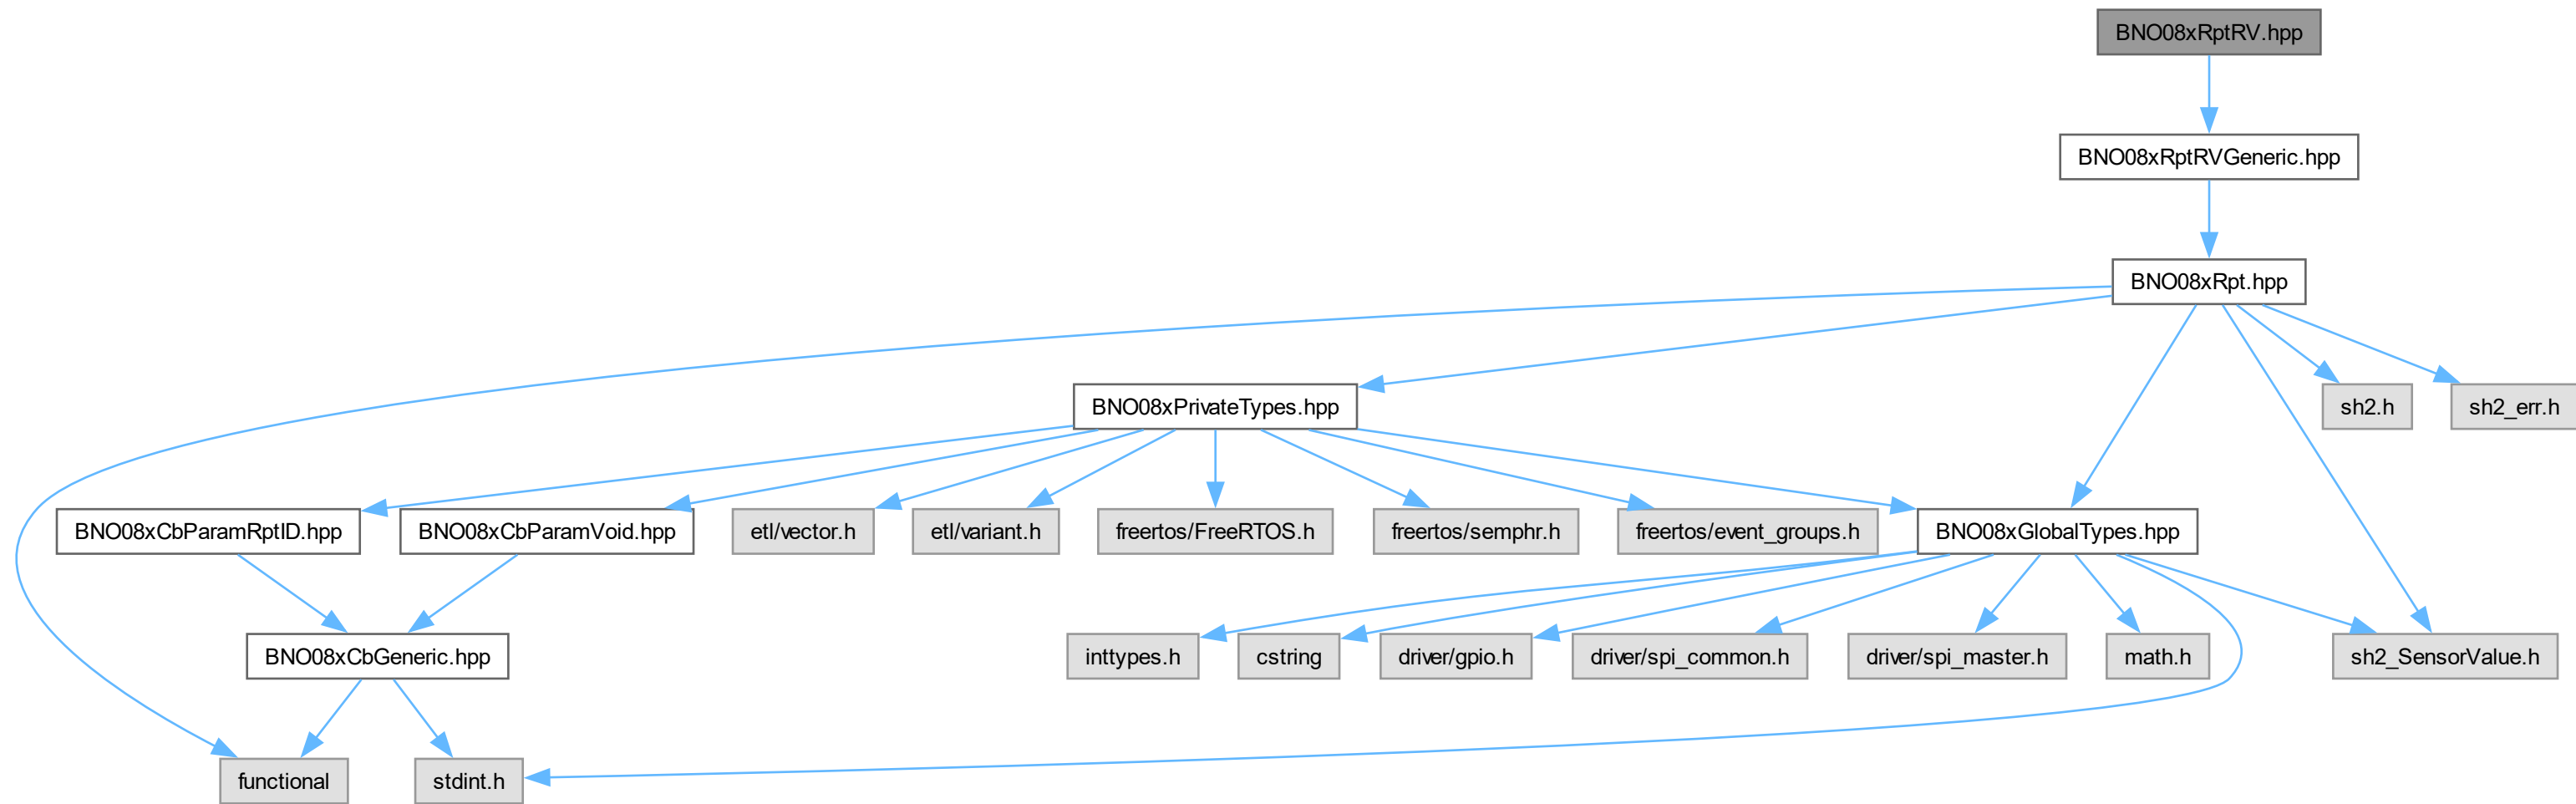 BNO08xRptRV.hpp
BNO08xRptRVGeneric.hpp
BNO08xRpt.hpp
BNO08xPrivateTypes.hpp
sh2.h
sh2_err.h
BNO08xCbParamRptID.hpp
BNO08xCbParamVoid.hpp
etl/vector.h
etl/variant.h
freertos/FreeRTOS.h
freertos/semphr.h
freertos/event_groups.h
BNO08xGlobalTypes.hpp
BNO08xCbGeneric.hpp
inttypes.h
cstring
driver/gpio.h
driver/spi_common.h
driver/spi_master.h
math.h
sh2_SensorValue.h
functional
stdint.h